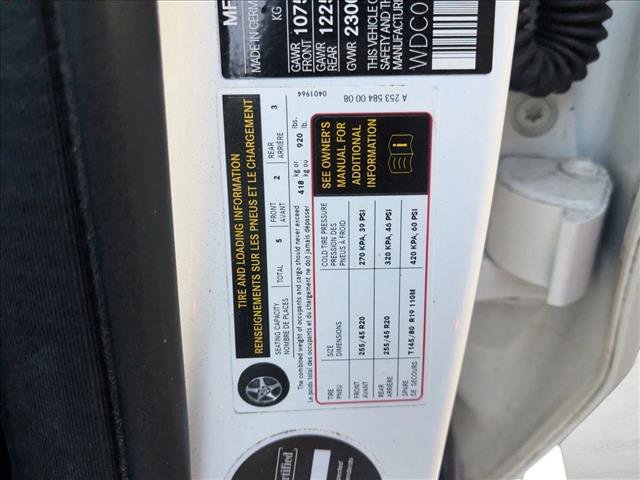 MF
MADE IN GERMA
KG
GAWR FRONT 1075
GAWR REAR 1225
GVWR 2300
THIS VEHICLE C
SAFETY AND TH
MANUFACTURE
WDC0
TIRE AND LOADING INFORMATION
RENSEIGNEMENTS SUR LES PNEUS ET LE CHARGEMENT
SEATING CAPACITY TOTAL 5 FRONT 2 REAR 3
NOMBRE DE PLACES AVANT ARRIÈRE
The combined weight of occupants and cargo should never exceed 418 kg or 920 lbs.
Le poids total des occupants et du chargement ne doit jamais dépasser kg ou lb.
TIRE SIZE COLD TIRE PRESSURE
PNEU DIMENSIONS PRESSION DES PNEUS À FROID
FRONT AVANT 255/45 R20 270 KPA, 39 PSI
REAR ARRIÈRE 255/45 R20 320 KPA, 46 PSI
SPARE DE SECOURS T145/80 R19 110M 420 KPA, 60 PSI
SEE OWNER'S
MANUAL FOR
ADDITIONAL
INFORMATION
0401964
A 253 584 00 08